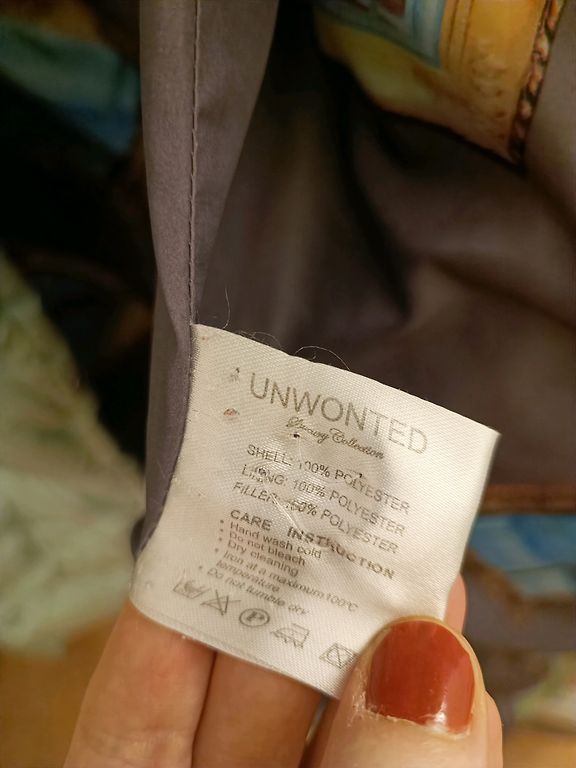 UNWONTED
Luxury Collection
SHELL: 100% POLYESTER
LINING: 100% POLYESTER
FILLER: 150% POLYESTER
CARE INSTRUCTION
• Hand wash cold
• Do not bleach
• Dry cleaning
• Iron at a maximum 100°C
temperature
• Do not tumble dry
P